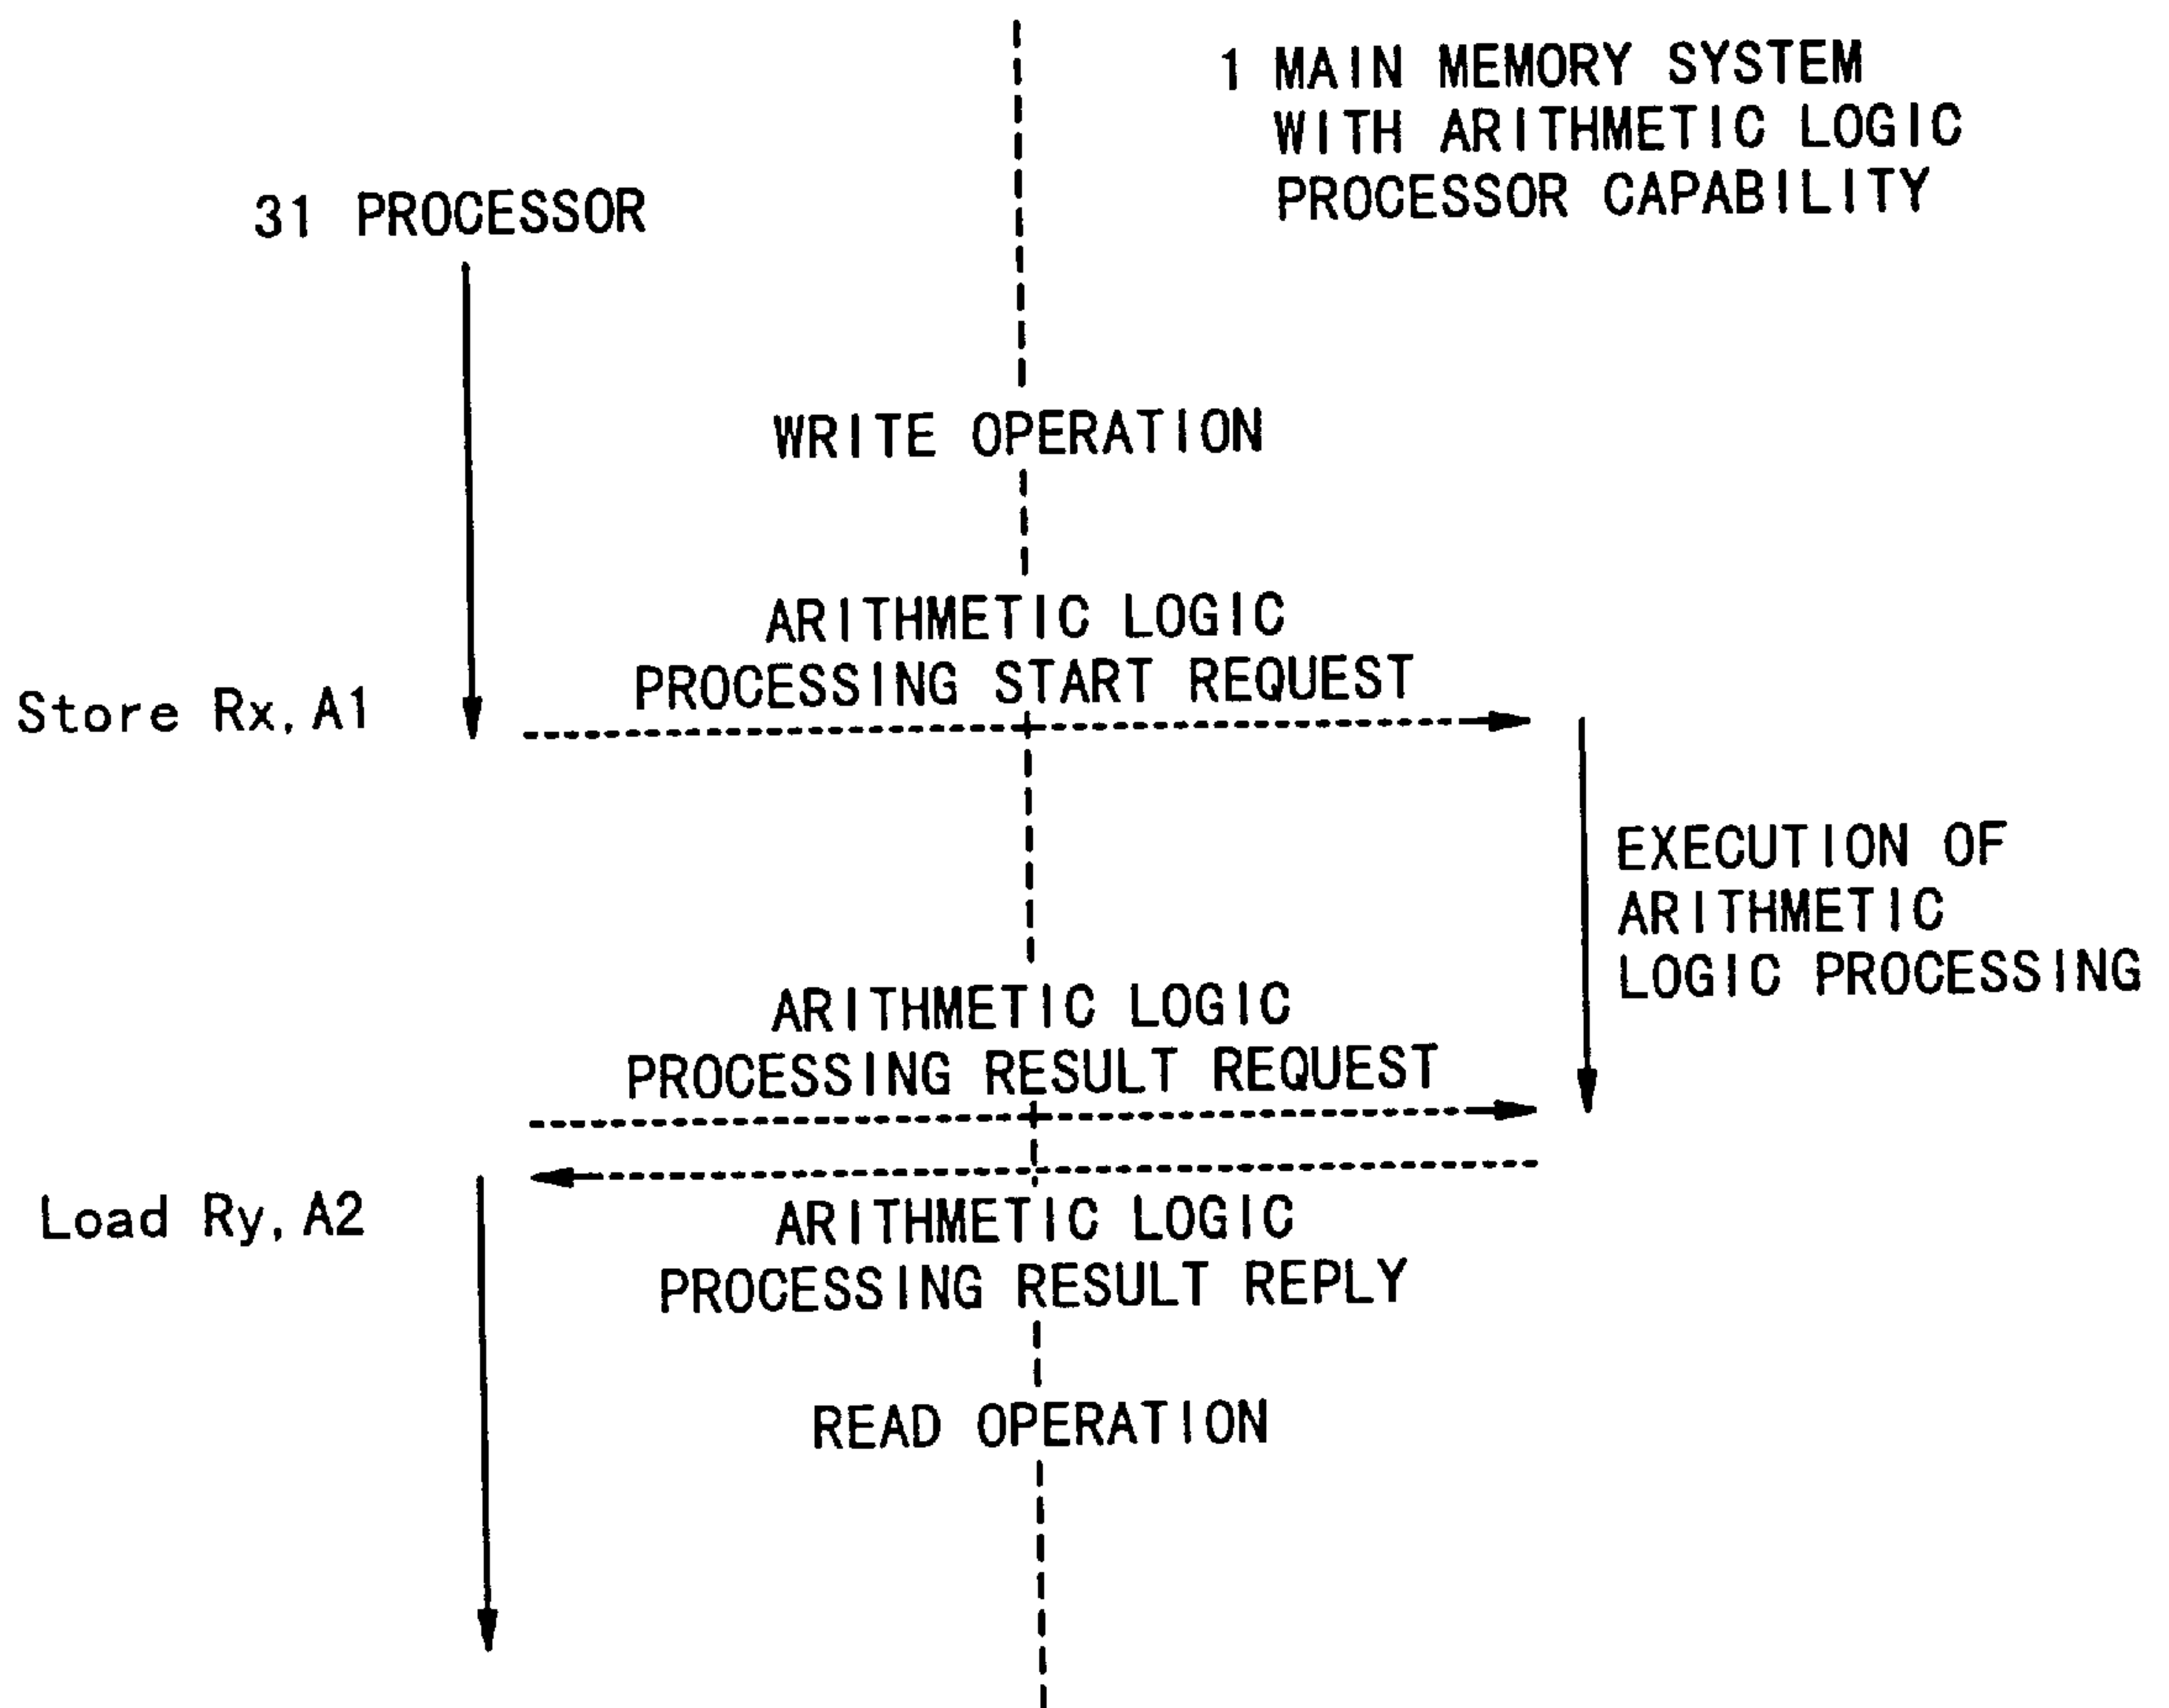 1 MAIN MEMORY SYSTEM
WITH ARITHMETIC LOGIC
PROCESSOR CAPABILITY
31 PROCESSOR
WRITE OPERATION
ARITHMETIC LOGIC
PROCESSING START REQUEST
Store Rx, A1
EXECUTION OF
ARITHMETIC
LOGIC PROCESSING
ARITHMETIC LOGIC
PROCESSING RESULT REQUEST
Load Ry, A2
ARITHMETIC LOGIC
PROCESSING RESULT REPLY
READ OPERATION